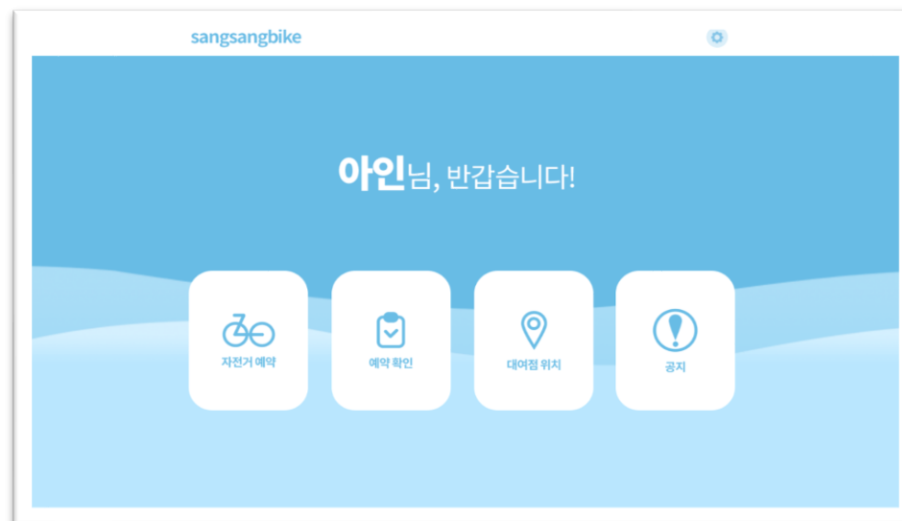 sangsangbike
아인님, 반갑습니다!
자전거 예약
예약 확인
대여점 위치
공지